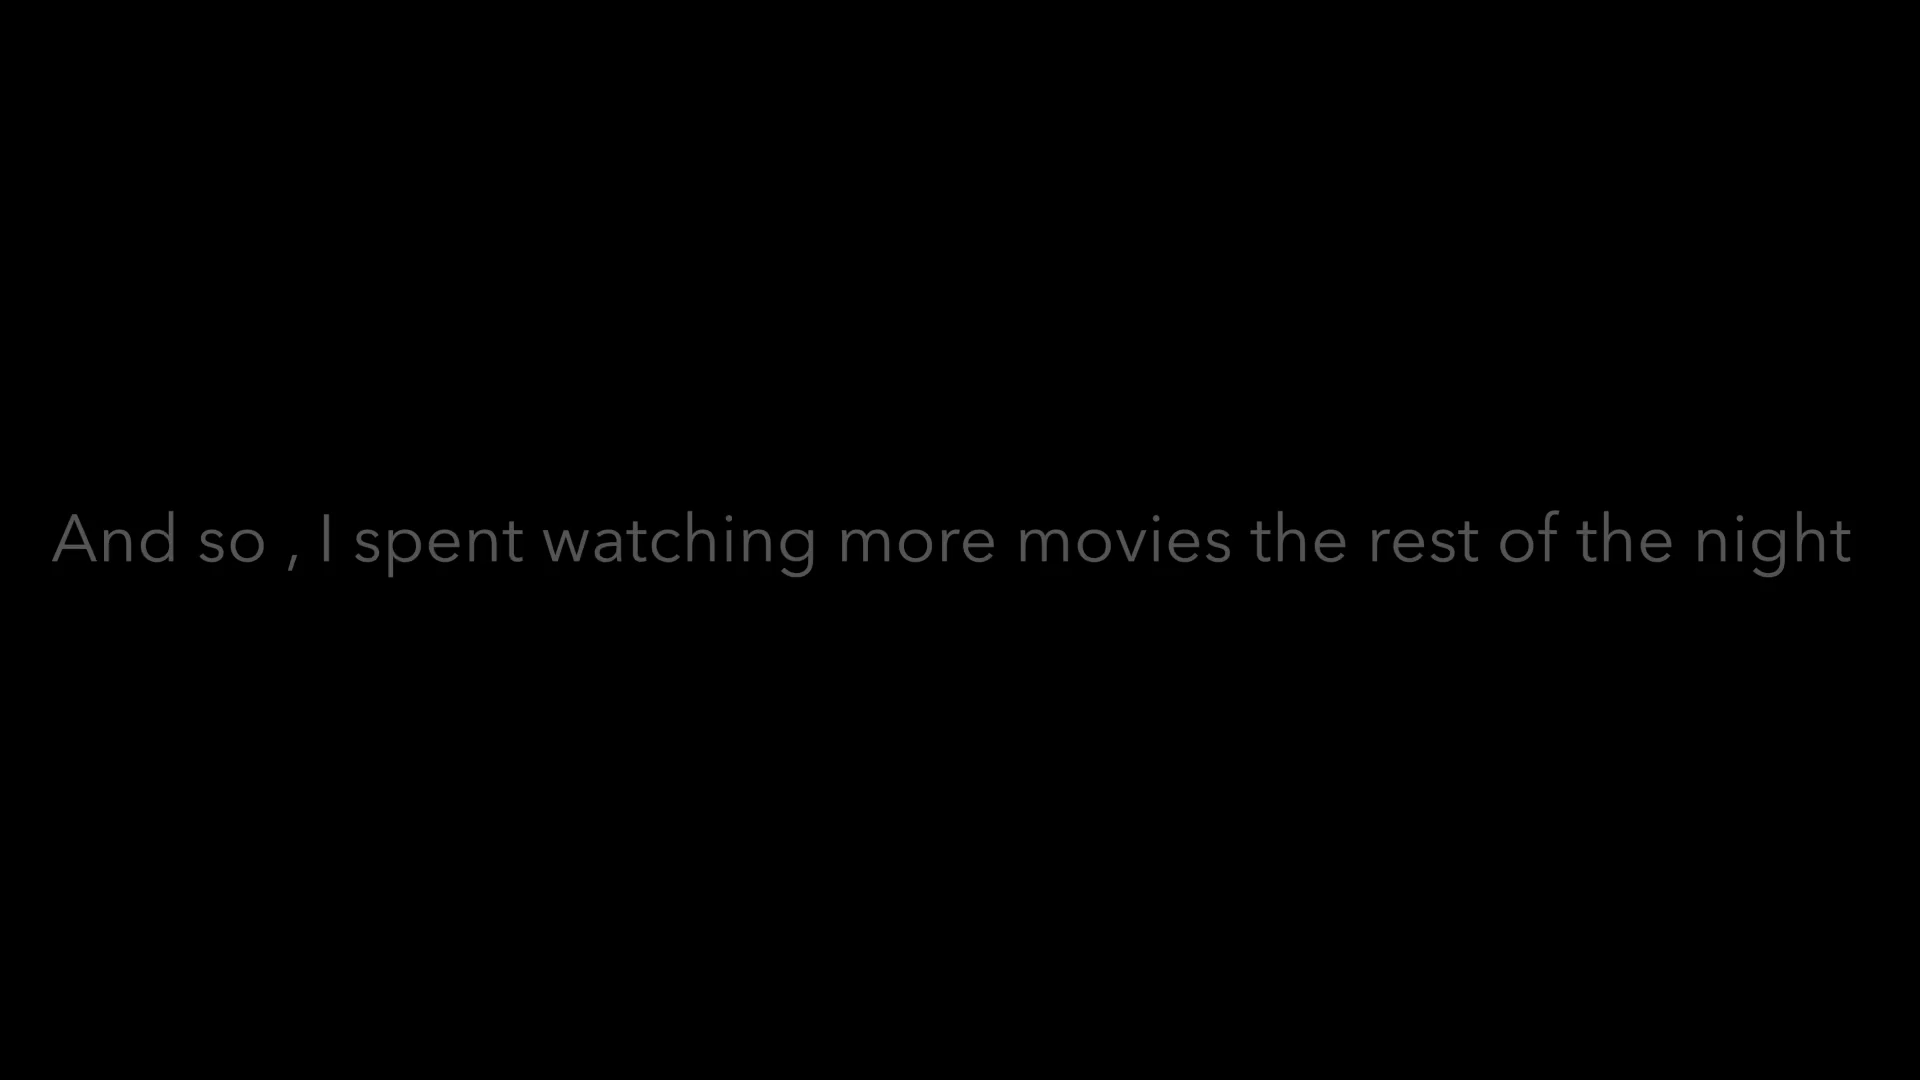 And so , I spent watching more movies the rest of the night